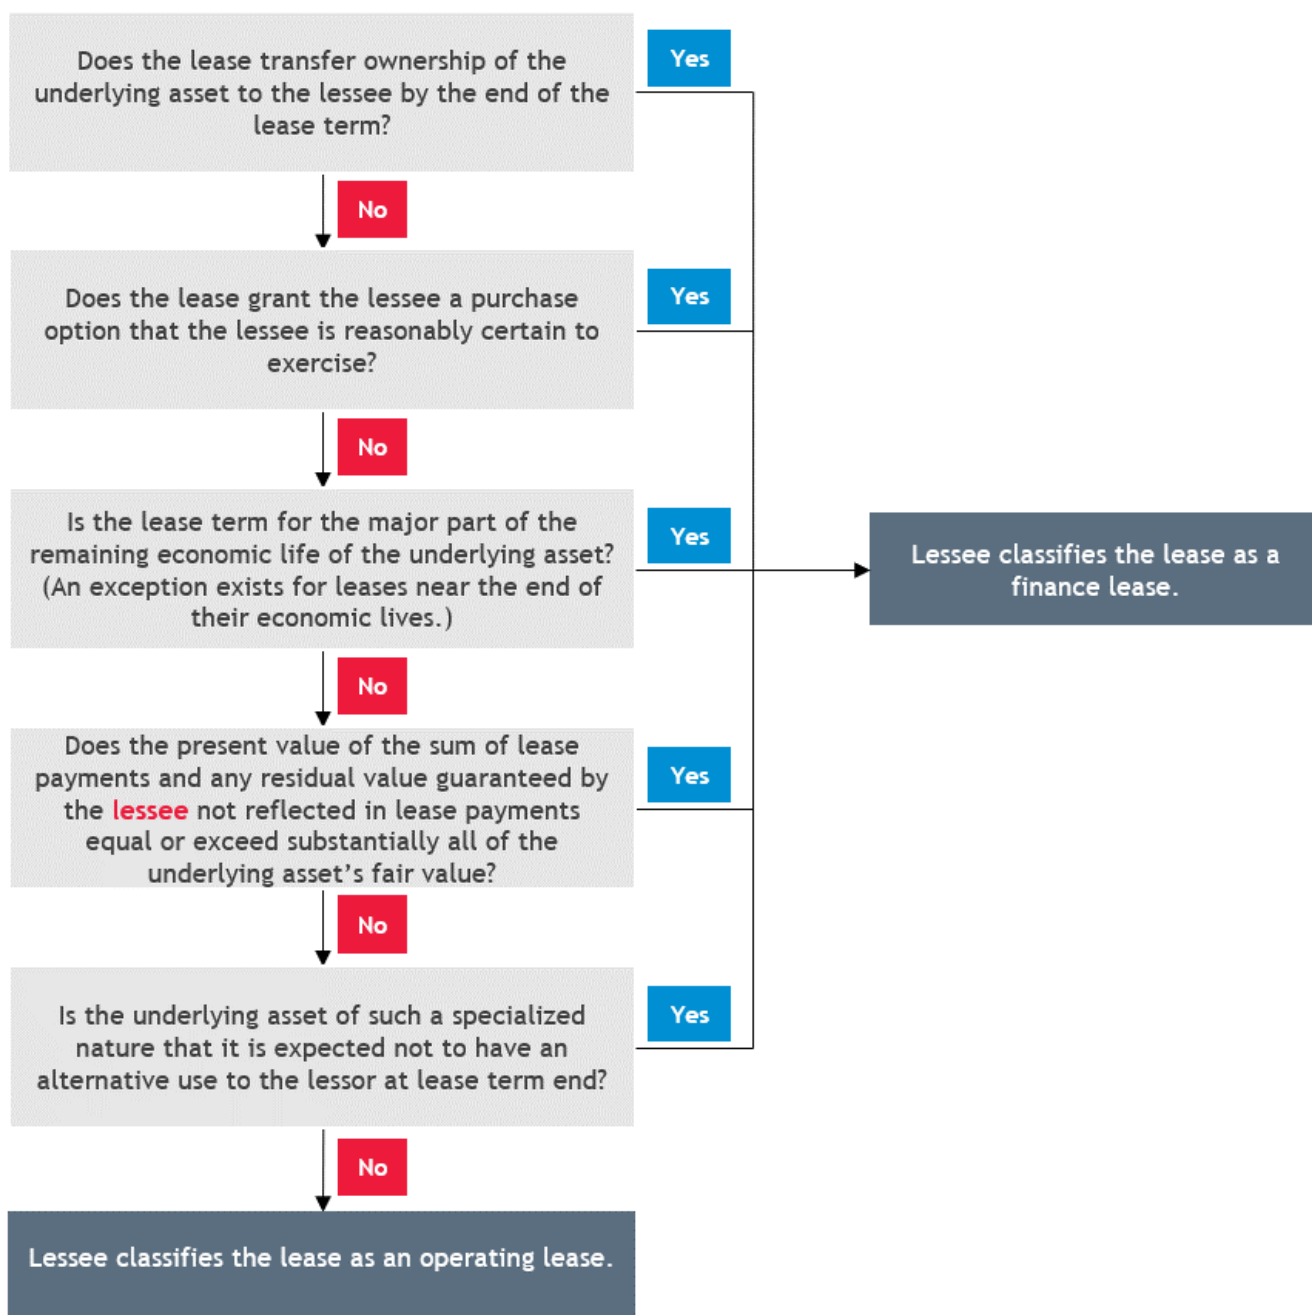 Does the lease transfer ownership of the
underlying asset to the lessee by the end of the
lease term?
Yes
No
Does the lease grant the lessee a purchase
option that the lessee is reasonably certain to
exercise?
Yes
No
Is the lease term for the major part of the
remaining economic life of the underlying asset?
(An exception exists for leases near the end of
their economic lives.)
Yes
Lessee classifies the lease as a
finance lease.
No
Does the present value of the sum of lease
payments and any residual value guaranteed by
the lessee not reflected in lease payments
equal or exceed substantially all of the
underlying asset’s fair value?
Yes
No
Is the underlying asset of such a specialized
nature that it is expected not to have an
alternative use to the lessor at lease term end?
Yes
No
Lessee classifies the lease as an operating lease.